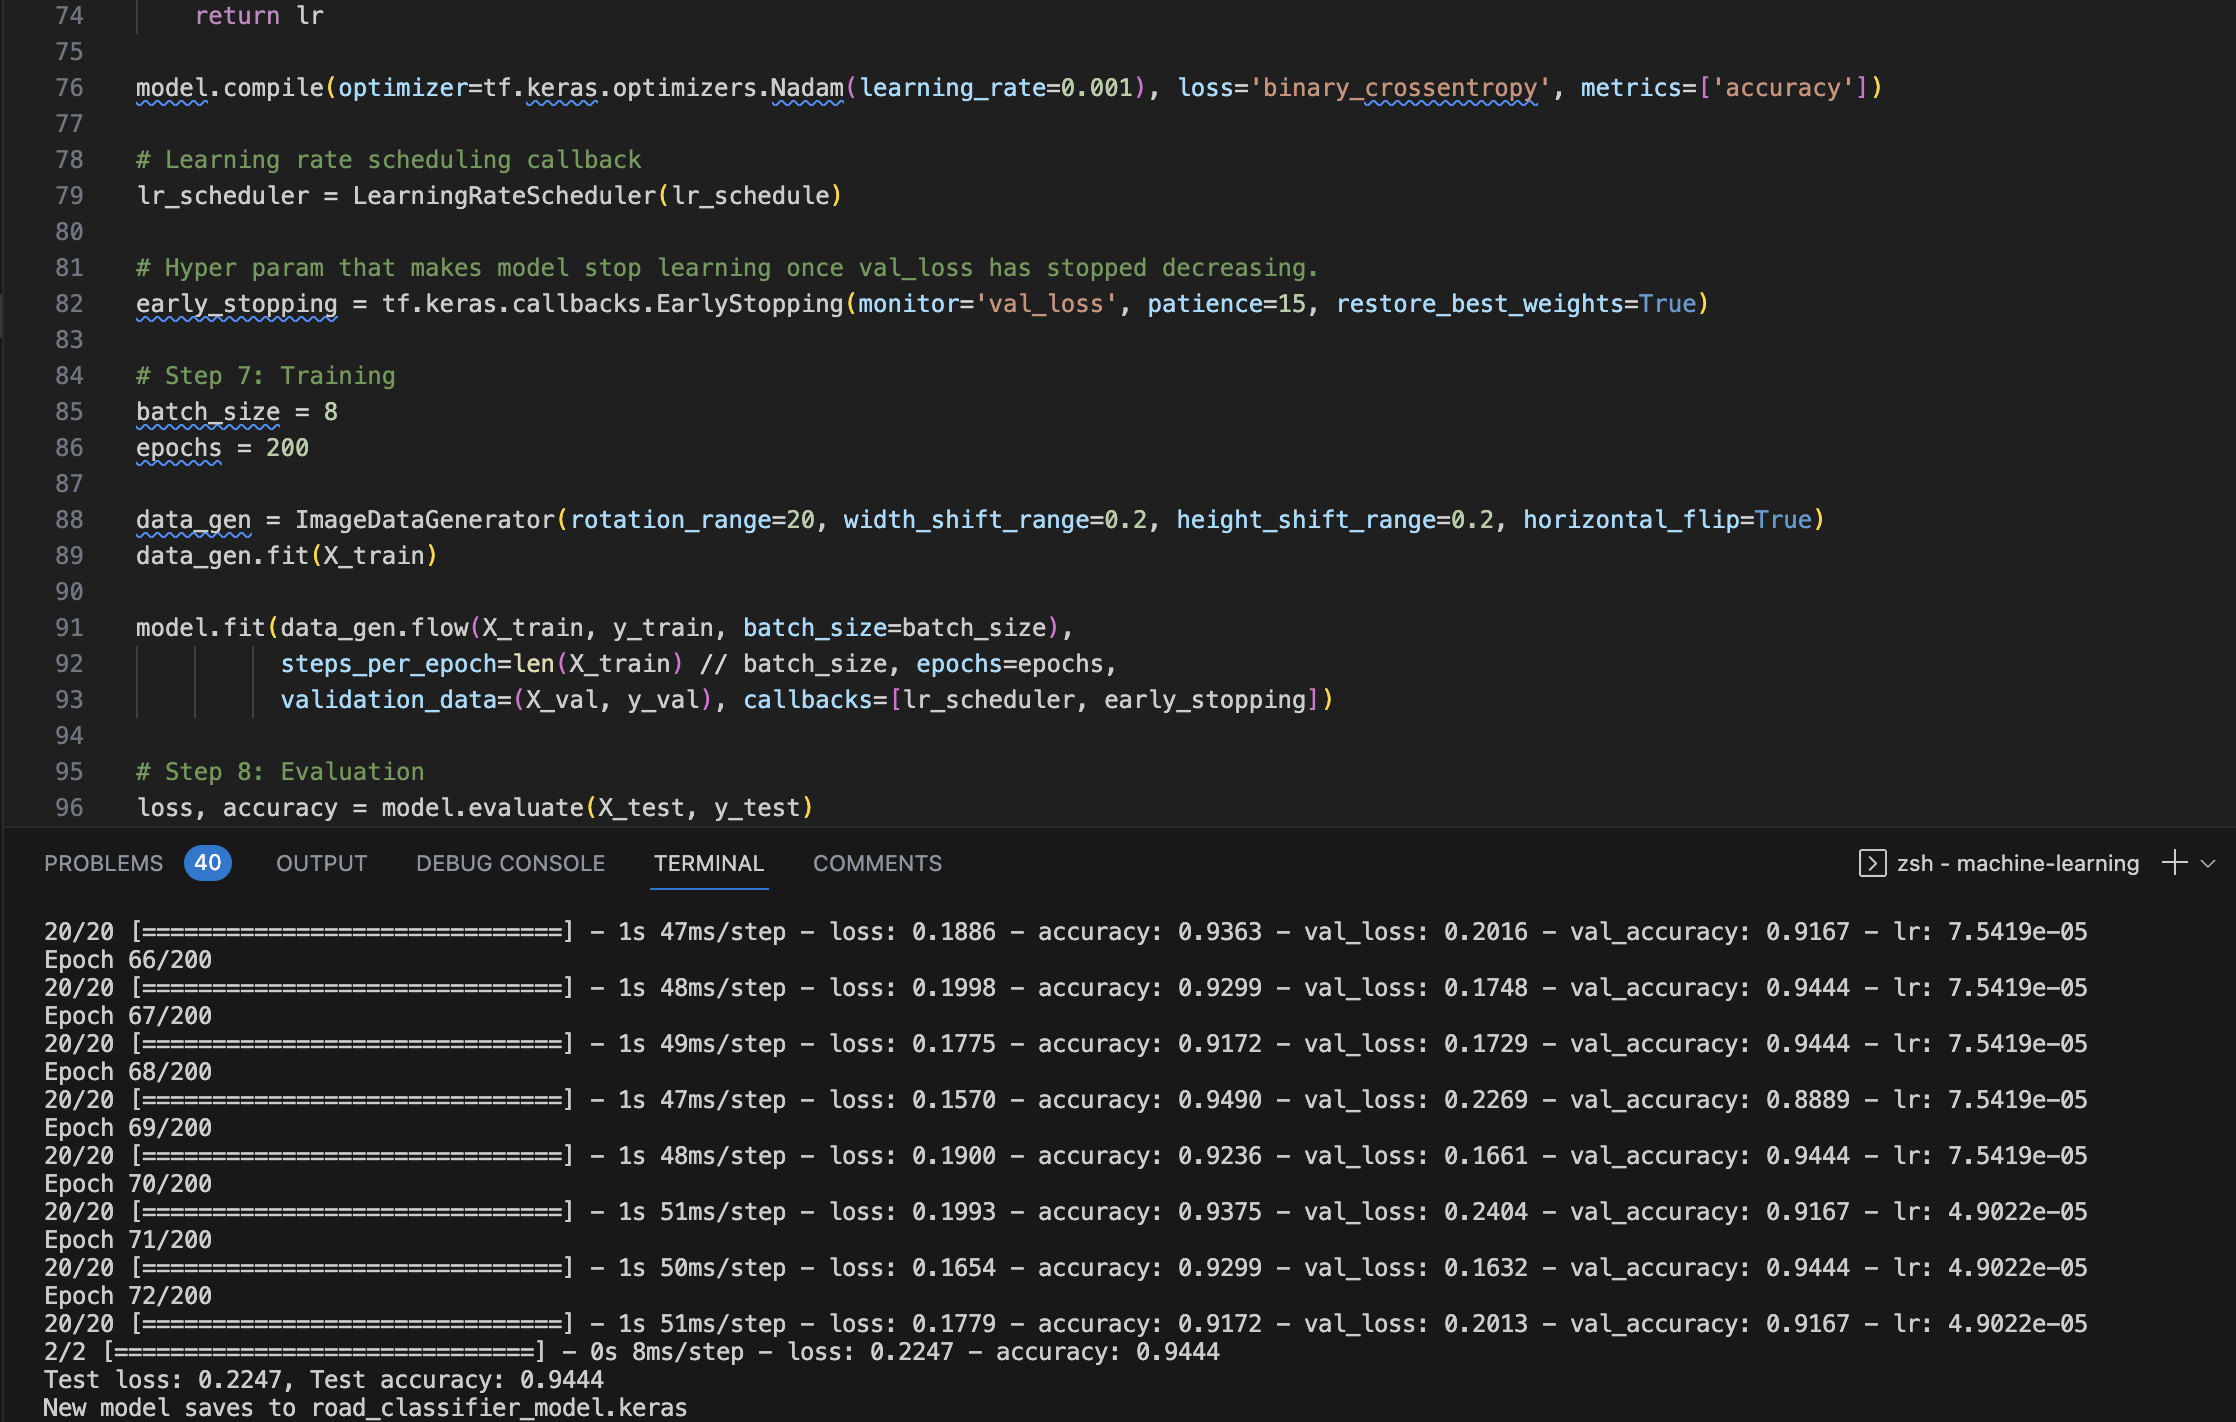 74 return lr
75
76 model.compile(optimizer=tf.keras.optimizers.Nadam(learning_rate=0.001), loss='binary_crossentropy', metrics=['accuracy'])
77
78 # Learning rate scheduling callback
79 lr_scheduler = LearningRateScheduler(lr_schedule)
80
81 # Hyper param that makes model stop learning once val_loss has stopped decreasing.
82 early_stopping = tf.keras.callbacks.EarlyStopping(monitor='val_loss', patience=15, restore_best_weights=True)
83
84 # Step 7: Training
85 batch_size = 8
86 epochs = 200
87
88 data_gen = ImageDataGenerator(rotation_range=20, width_shift_range=0.2, height_shift_range=0.2, horizontal_flip=True)
89 data_gen.fit(X_train)
90
91 model.fit(data_gen.flow(X_train, y_train, batch_size=batch_size),
92 steps_per_epoch=len(X_train) // batch_size, epochs=epochs,
93 validation_data=(X_val, y_val), callbacks=[lr_scheduler, early_stopping])
94
95 # Step 8: Evaluation
96 loss, accuracy = model.evaluate(X_test, y_test)
PROBLEMS 40 OUTPUT DEBUG CONSOLE TERMINAL COMMENTS zsh - machine-learning
20/20 [==============================] - 1s 47ms/step - loss: 0.1886 - accuracy: 0.9363 - val_loss: 0.2016 - val_accuracy: 0.9167 - lr: 7.5419e-05
Epoch 66/200
20/20 [==============================] - 1s 48ms/step - loss: 0.1998 - accuracy: 0.9299 - val_loss: 0.1748 - val_accuracy: 0.9444 - lr: 7.5419e-05
Epoch 67/200
20/20 [==============================] - 1s 49ms/step - loss: 0.1775 - accuracy: 0.9172 - val_loss: 0.1729 - val_accuracy: 0.9444 - lr: 7.5419e-05
Epoch 68/200
20/20 [==============================] - 1s 47ms/step - loss: 0.1570 - accuracy: 0.9490 - val_loss: 0.2269 - val_accuracy: 0.8889 - lr: 7.5419e-05
Epoch 69/200
20/20 [==============================] - 1s 48ms/step - loss: 0.1900 - accuracy: 0.9236 - val_loss: 0.1661 - val_accuracy: 0.9444 - lr: 7.5419e-05
Epoch 70/200
20/20 [==============================] - 1s 51ms/step - loss: 0.1993 - accuracy: 0.9375 - val_loss: 0.2404 - val_accuracy: 0.9167 - lr: 4.9022e-05
Epoch 71/200
20/20 [==============================] - 1s 50ms/step - loss: 0.1654 - accuracy: 0.9299 - val_loss: 0.1632 - val_accuracy: 0.9444 - lr: 4.9022e-05
Epoch 72/200
20/20 [==============================] - 1s 51ms/step - loss: 0.1779 - accuracy: 0.9172 - val_loss: 0.2013 - val_accuracy: 0.9167 - lr: 4.9022e-05
2/2 [==============================] - 0s 8ms/step - loss: 0.2247 - accuracy: 0.9444
Test loss: 0.2247, Test accuracy: 0.9444
New model saves to road_classifier_model.keras